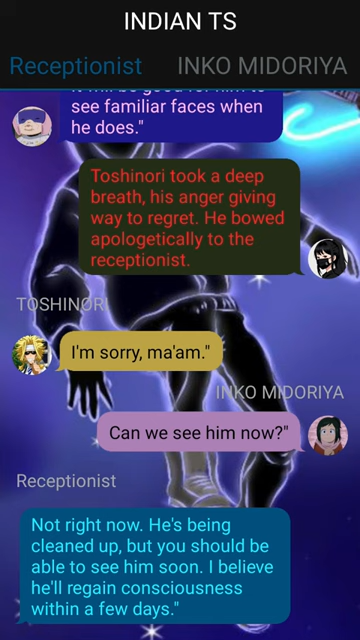 INDIAN TS
Receptionist INKO MIDORIYA
see familiar faces when
he does."
Toshinori took a deep
breath, his anger giving
way to regret. He bowed
apologetically to the
receptionist.
TOSHINORI
I'm sorry, ma'am."
INKO MIDORIYA
Can we see him now?"
Receptionist
Not right now. He's being
cleaned up, but you should be
able to see him soon. I believe
he'll regain consciousness
within a few days."